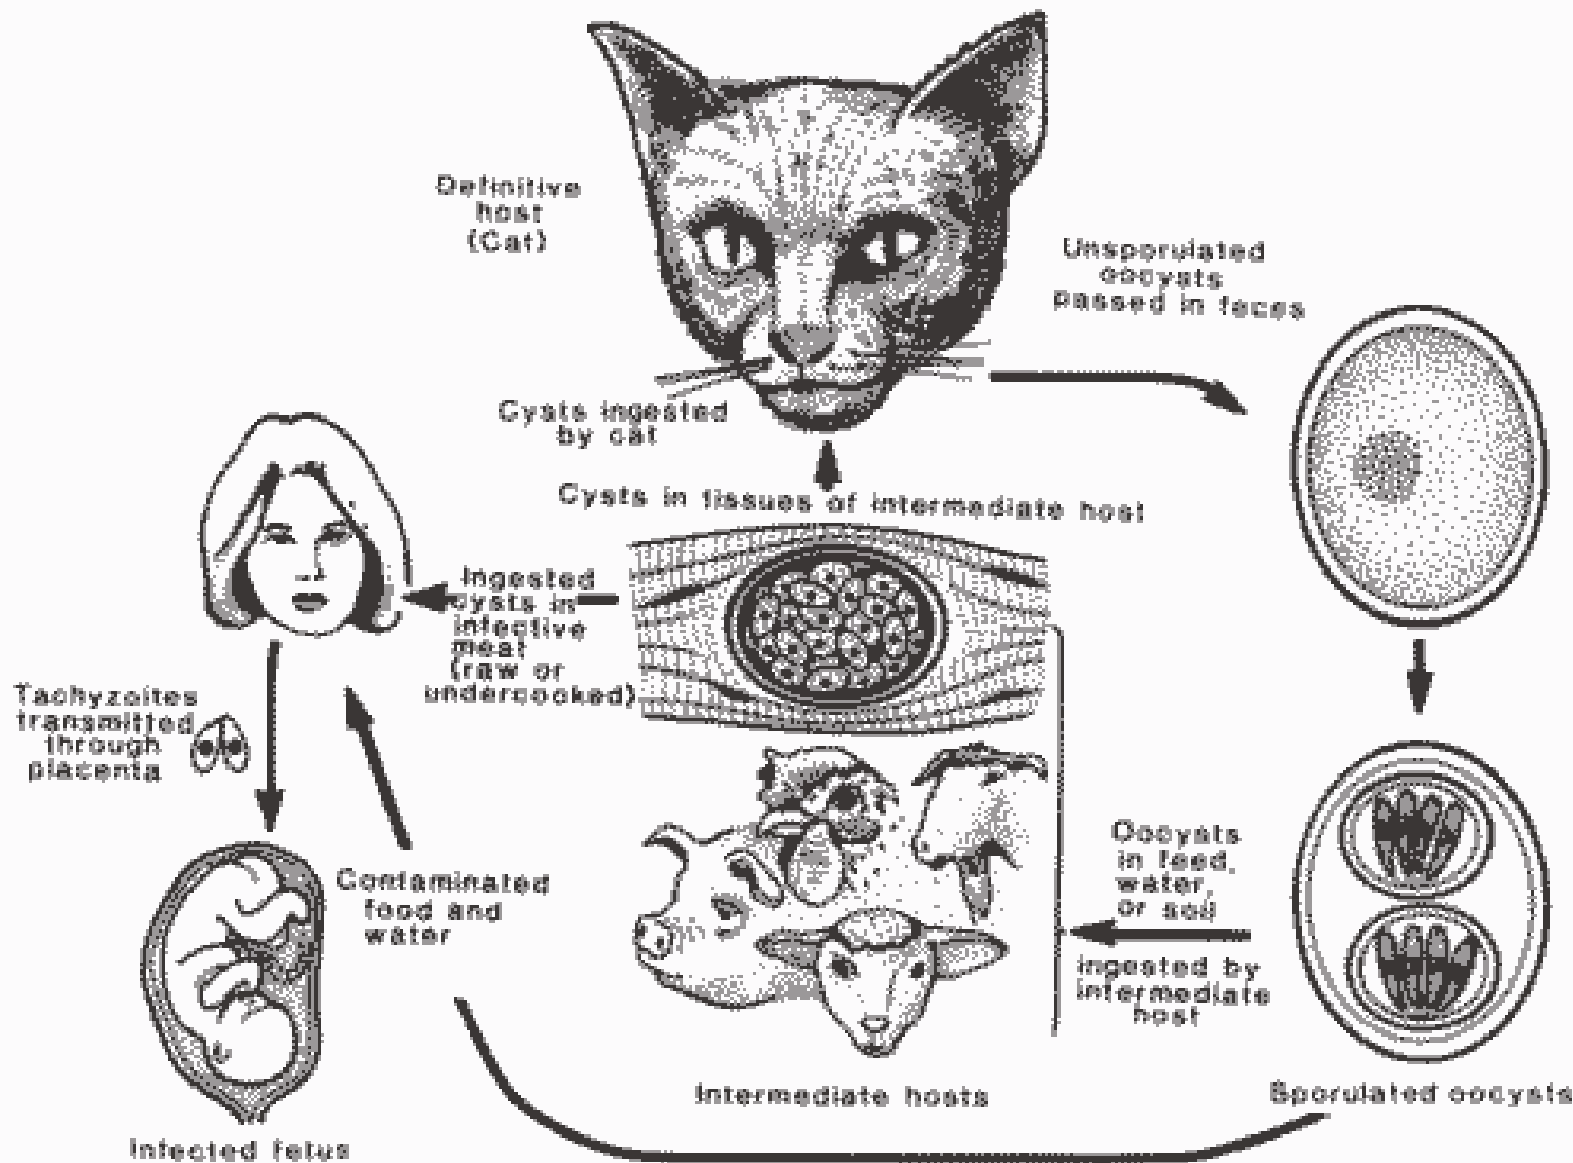 Definitive
host
(Cat)
Unsporulated
oocysts
passed in feces
Cysts ingested
by cat
Cysts in tissues of intermediate host
Ingested
cysts in
infective
meat
(raw or
undercooked)
Tachyzoites
transmitted
through
placenta
Contaminated
food and
water
Oocysts
in feed,
water,
or soil
ingested by
intermediate
host
Intermediate hosts
Sporulated oocysts
Infected fetus